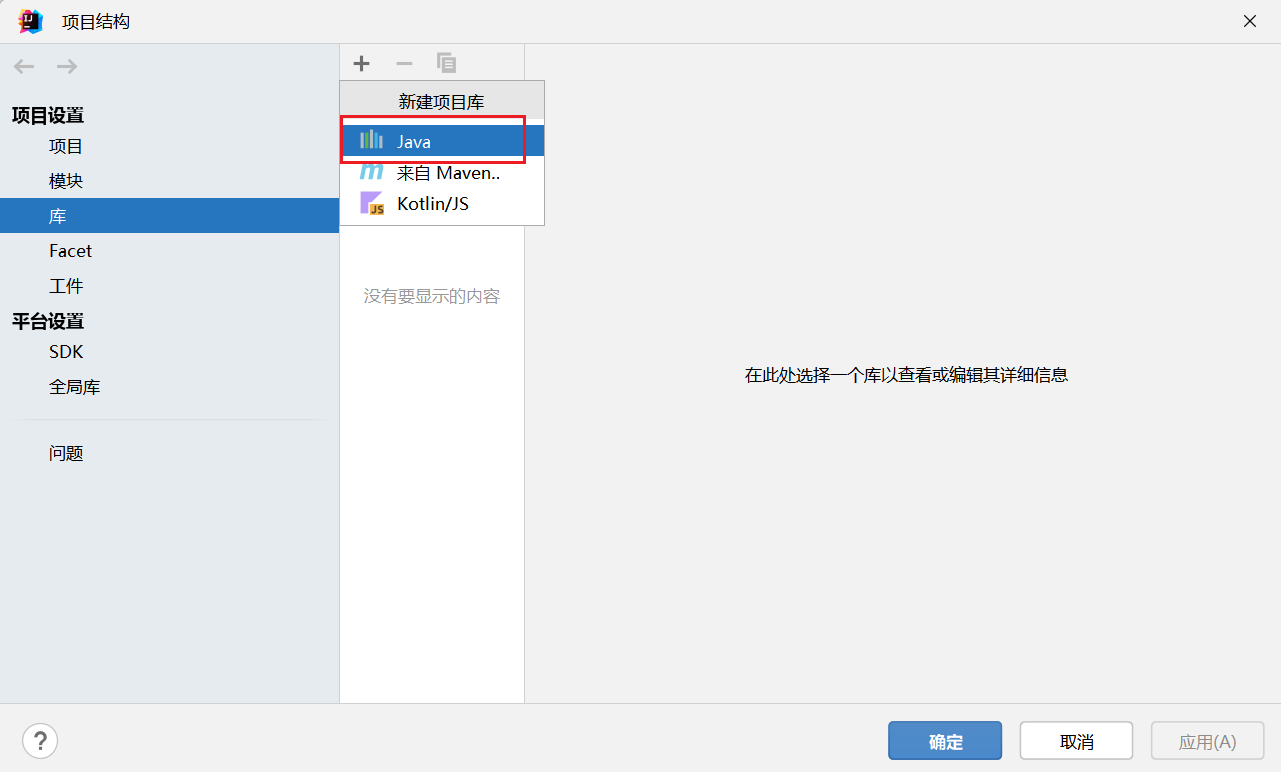 项目结构
项目设置
项目
模块
库
Facet
工件
平台设置
SDK
全局库
问题
新建项目库
Java
来自 Maven..
Kotlin/JS
没有要显示的内容
在此处选择一个库以查看或编辑其详细信息
?
确定
取消
应用(A)